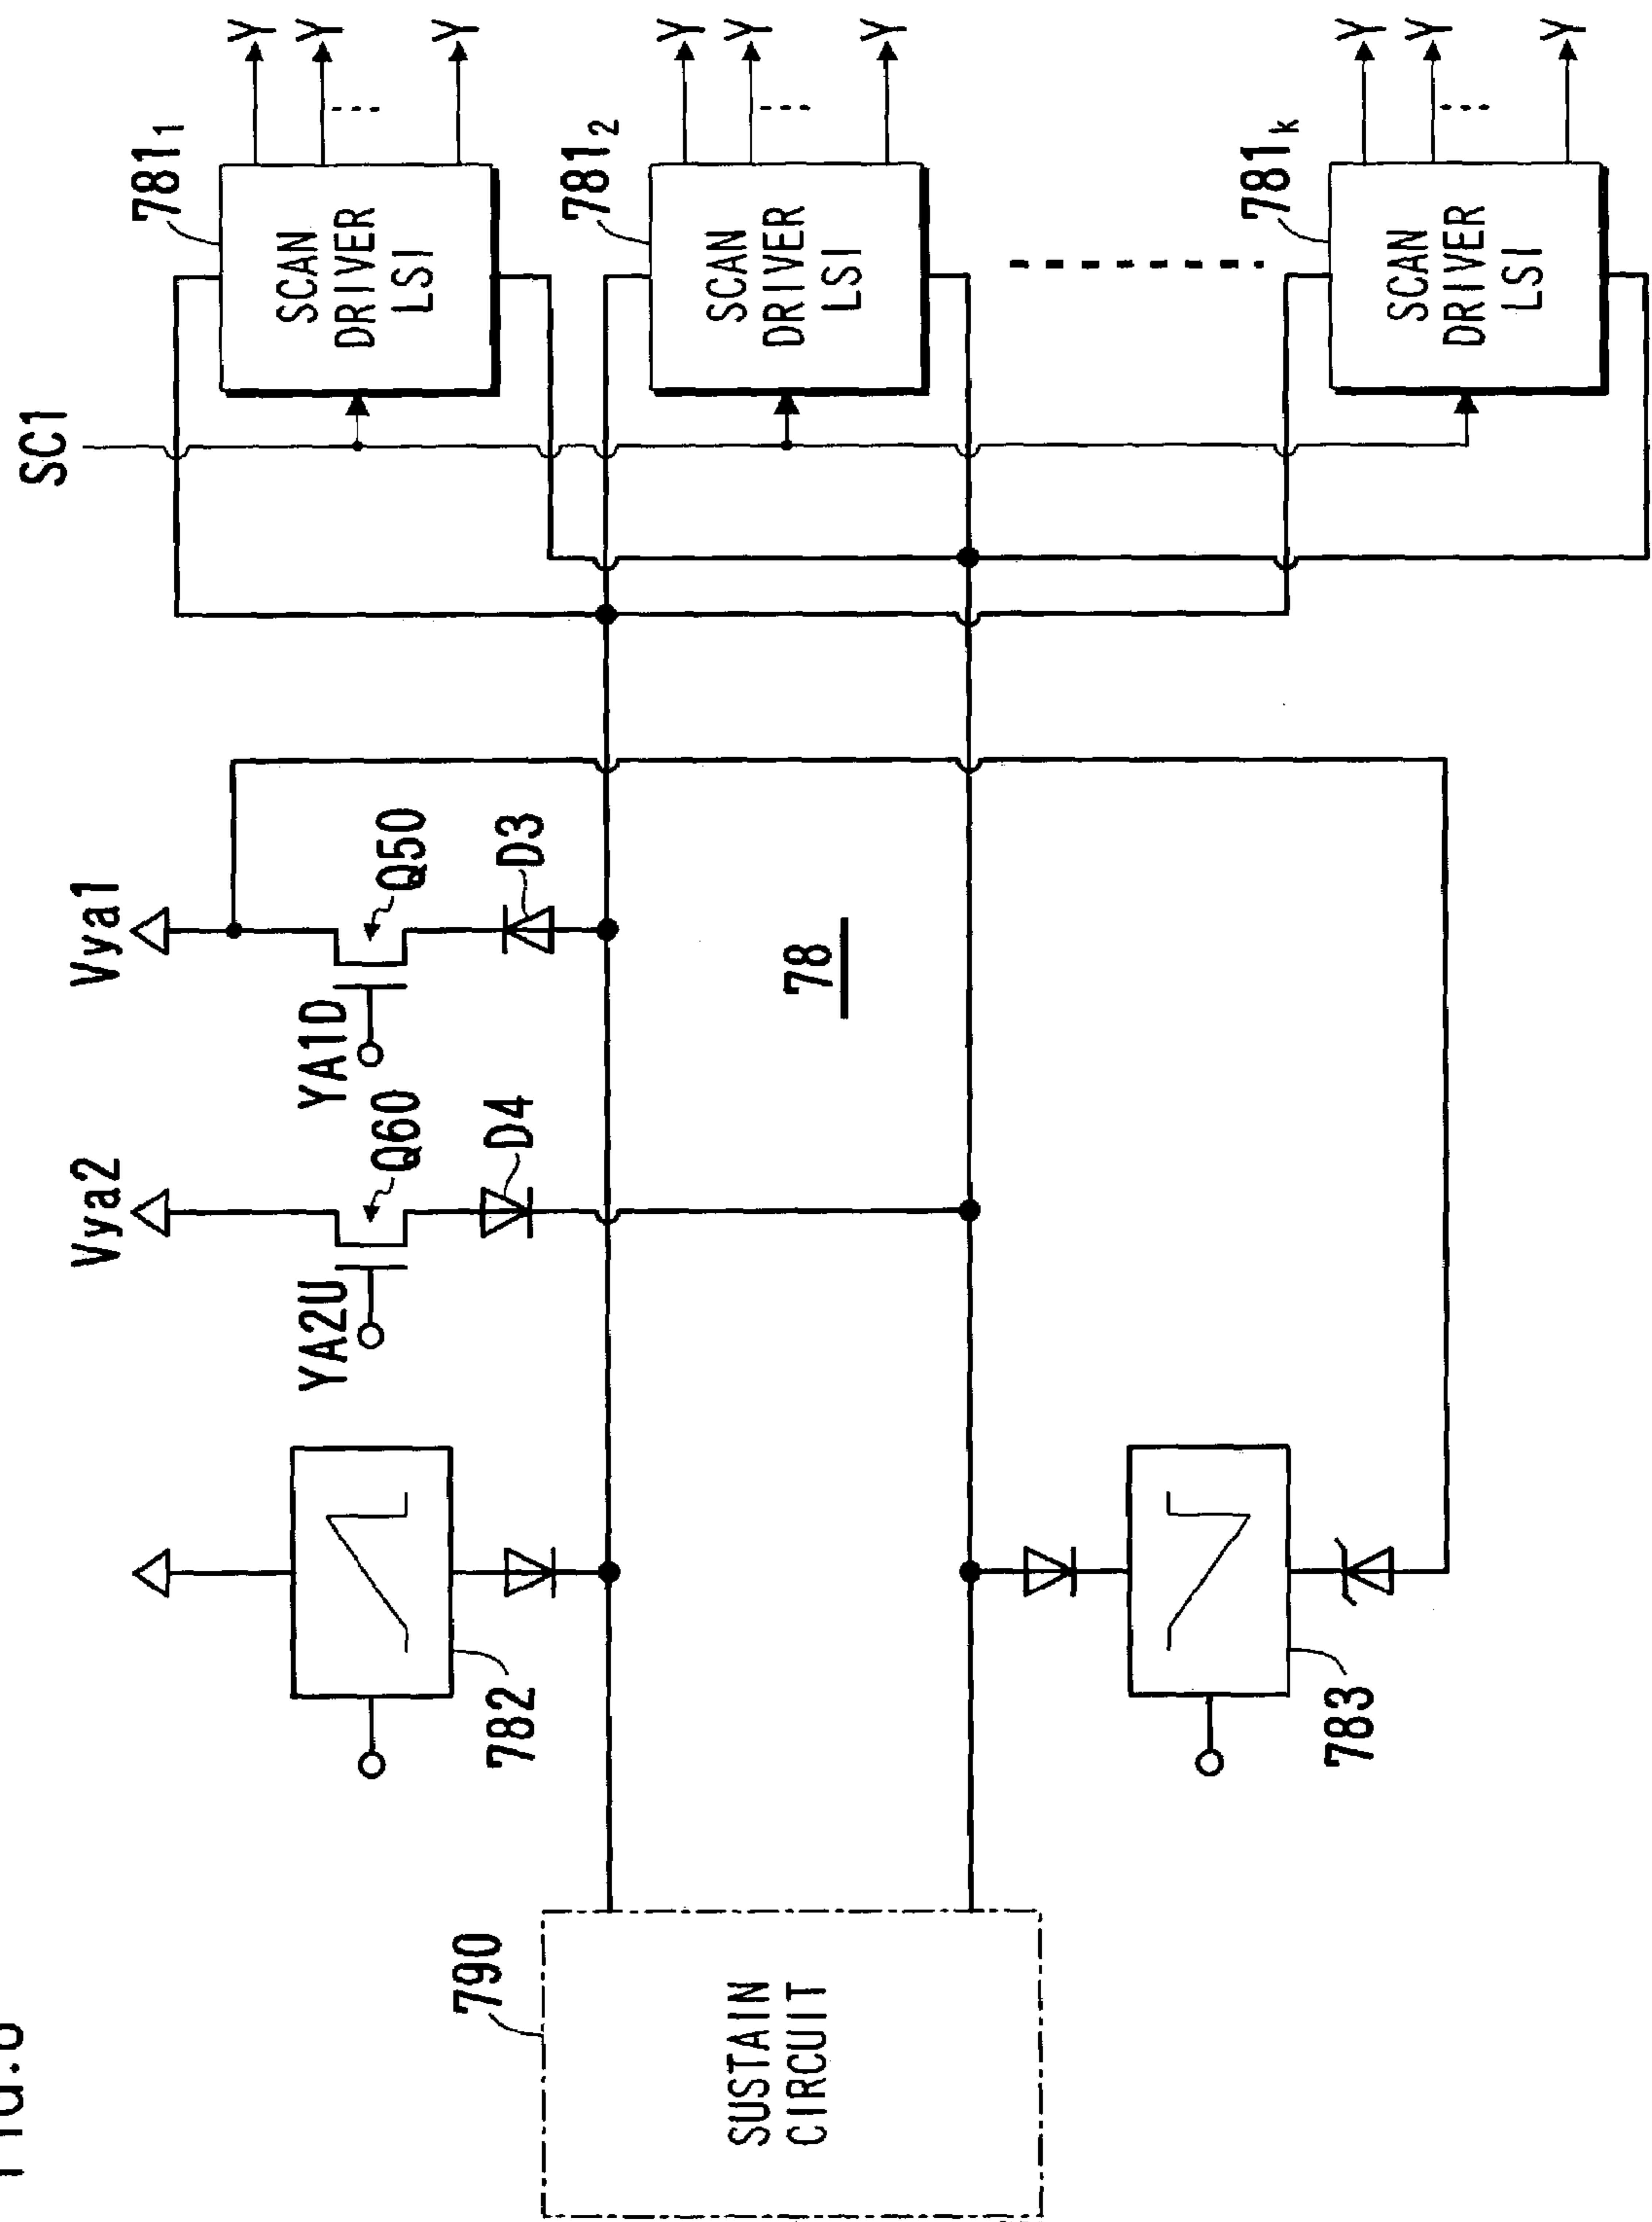 SC1
Vya2
Vya1
781₁
781₂
781ₖ
YA2U
YA1D
Q60
Q50
D4
D3
SCAN
DRIVER
LSI
SCAN
DRIVER
LSI
SCAN
DRIVER
LSI
Y
Y
Y
Y
Y
Y
Y
Y
Y
790
782
SUSTAIN
CIRCUIT
78
783